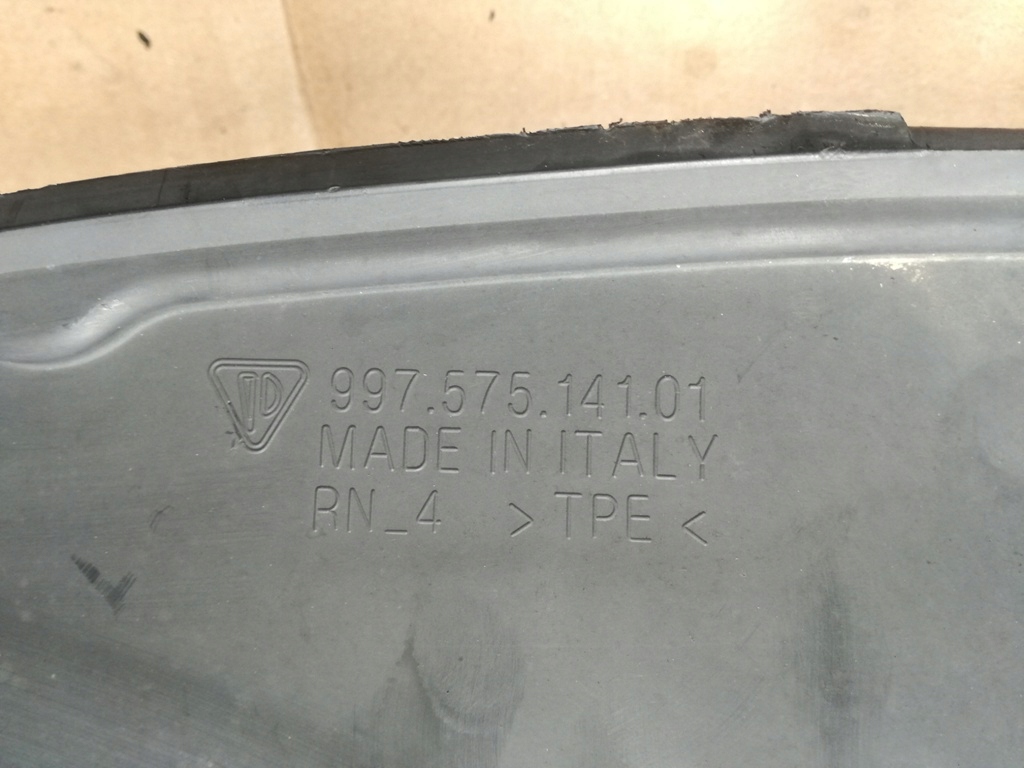 997.575.141.01
MADE IN ITALY
RN_4 > TPE <